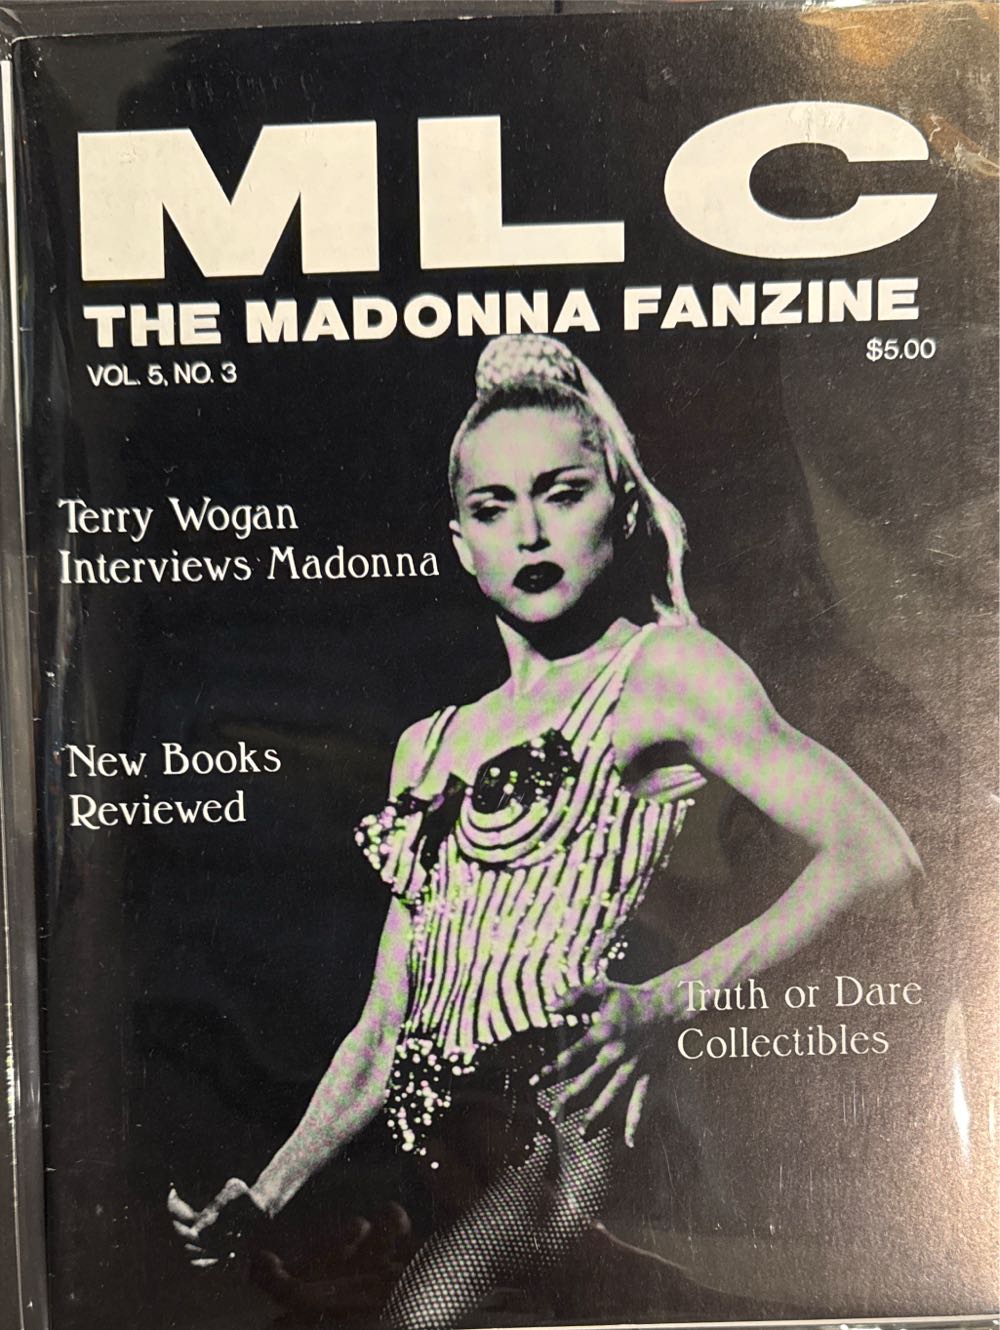 MLC
THE MADONNA FANZINE
$5.00
VOL. 5, NO. 3
Terry Wogan
Interviews Madonna
New Books
Reviewed
Truth or Dare
Collectibles